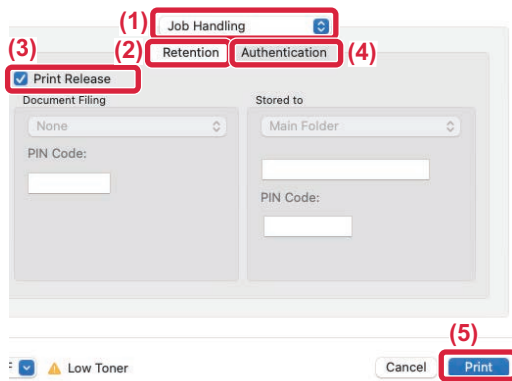 (1) Job Handling
(2) Retention Authentication (4)
(3)
Print Release
Document Filing Stored to
None Main Folder
PIN Code:
PIN Code:
(5)
F Low Toner Cancel Print